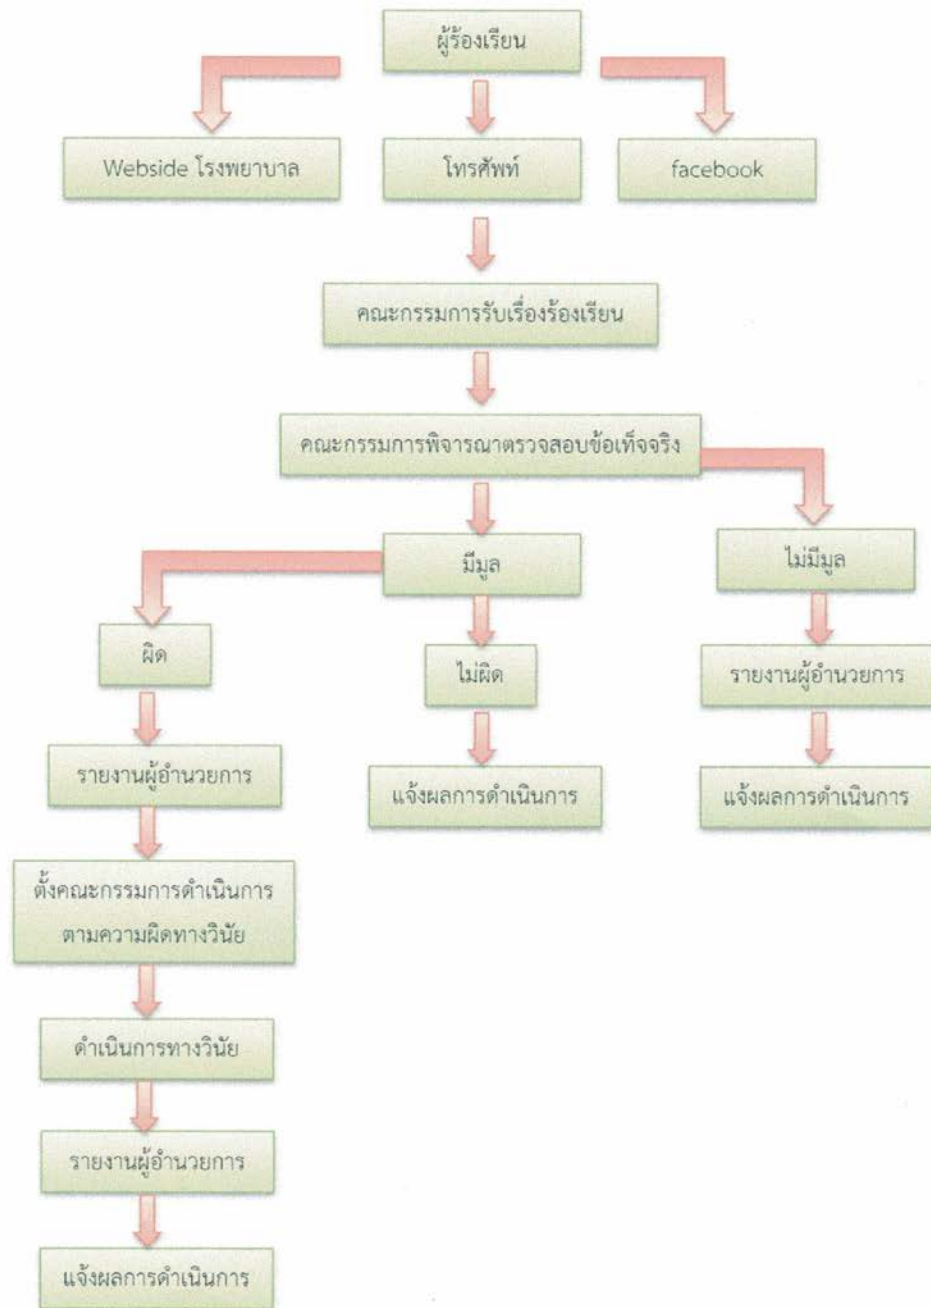 ผู้ร้องเรียน
Webside โรงพยาบาล
โทรศัพท์
facebook
คณะกรรมการรับเรื่องร้องเรียน
คณะกรรมการพิจารณาตรวจสอบข้อเท็จจริง
มีมูล
ไม่มีมูล
ผิด
ไม่ผิด
รายงานผู้อำนวยการ
รายงานผู้อำนวยการ
แจ้งผลการดำเนินการ
แจ้งผลการดำเนินการ
ตั้งคณะกรรมการดำเนินการ
ตามความผิดทางวินัย
ดำเนินการทางวินัย
รายงานผู้อำนวยการ
แจ้งผลการดำเนินการ